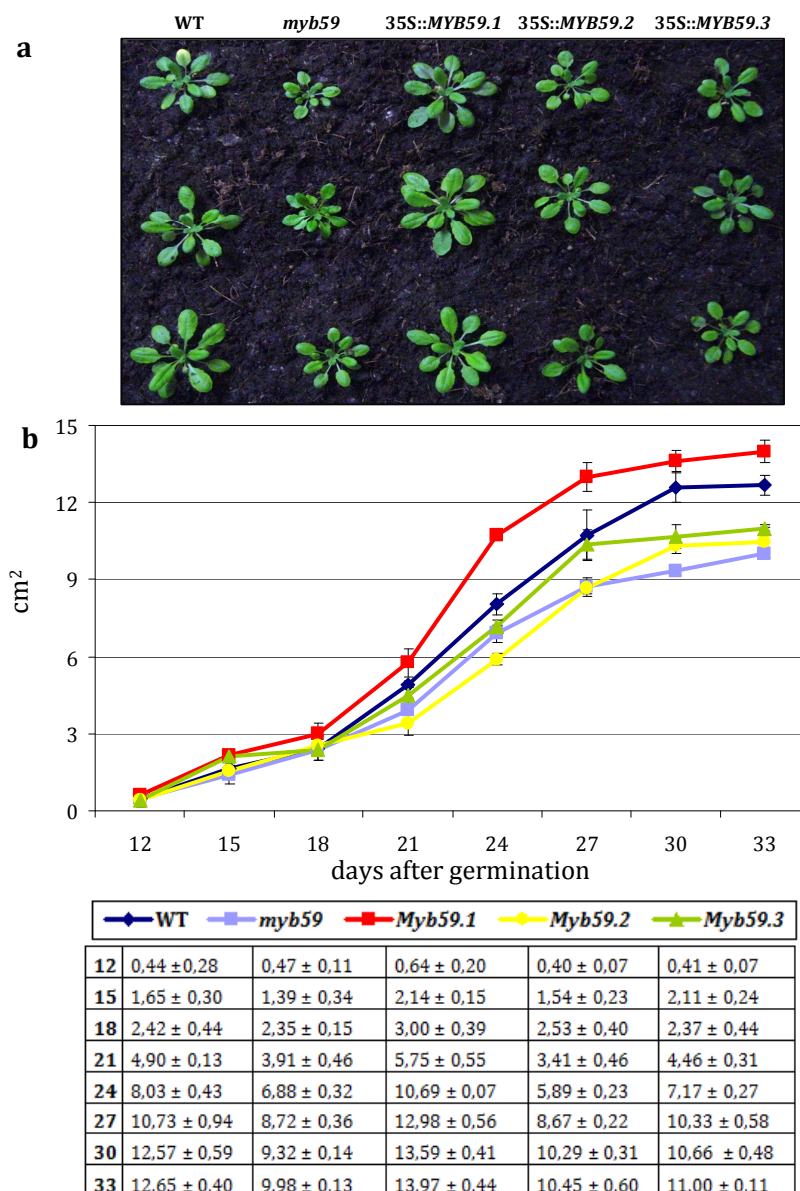 WT myb59 35S::MYB59.1 35S::MYB59.2 35S::MYB59.3
a
b
15
12
9
6
3
0
cm2
12 15 18 21 24 27 30 33
days after germination
WT myb59 Myb59.1 Myb59.2 Myb59.3
12 0,44 ±0,28 0,47 ± 0,11 0,64 ± 0,20 0,40 ± 0,07 0,41 ± 0,07
15 1,65 ± 0,30 1,39 ± 0,34 2,14 ± 0,15 1,54 ± 0,23 2,11 ± 0,24
18 2,42 ± 0,44 2,35 ± 0,15 3,00 ± 0,39 2,53 ± 0,40 2,37 ± 0,44
21 4,90 ± 0,13 3,91 ± 0,46 5,75 ± 0,55 3,41 ± 0,46 4,46 ± 0,31
24 8,03 ± 0,43 6,88 ± 0,32 10,69 ± 0,07 5,89 ± 0,23 7,17 ± 0,27
27 10,73 ± 0,94 8,72 ± 0,36 12,98 ± 0,56 8,67 ± 0,22 10,33 ± 0,58
30 12,57 ± 0,59 9,32 ± 0,14 13,59 ± 0,41 10,29 ± 0,31 10,66 ± 0,48
33 12,65 ± 0,40 9,98 ± 0,13 13,97 ± 0,44 10,45 ± 0,60 11,00 ± 0,11